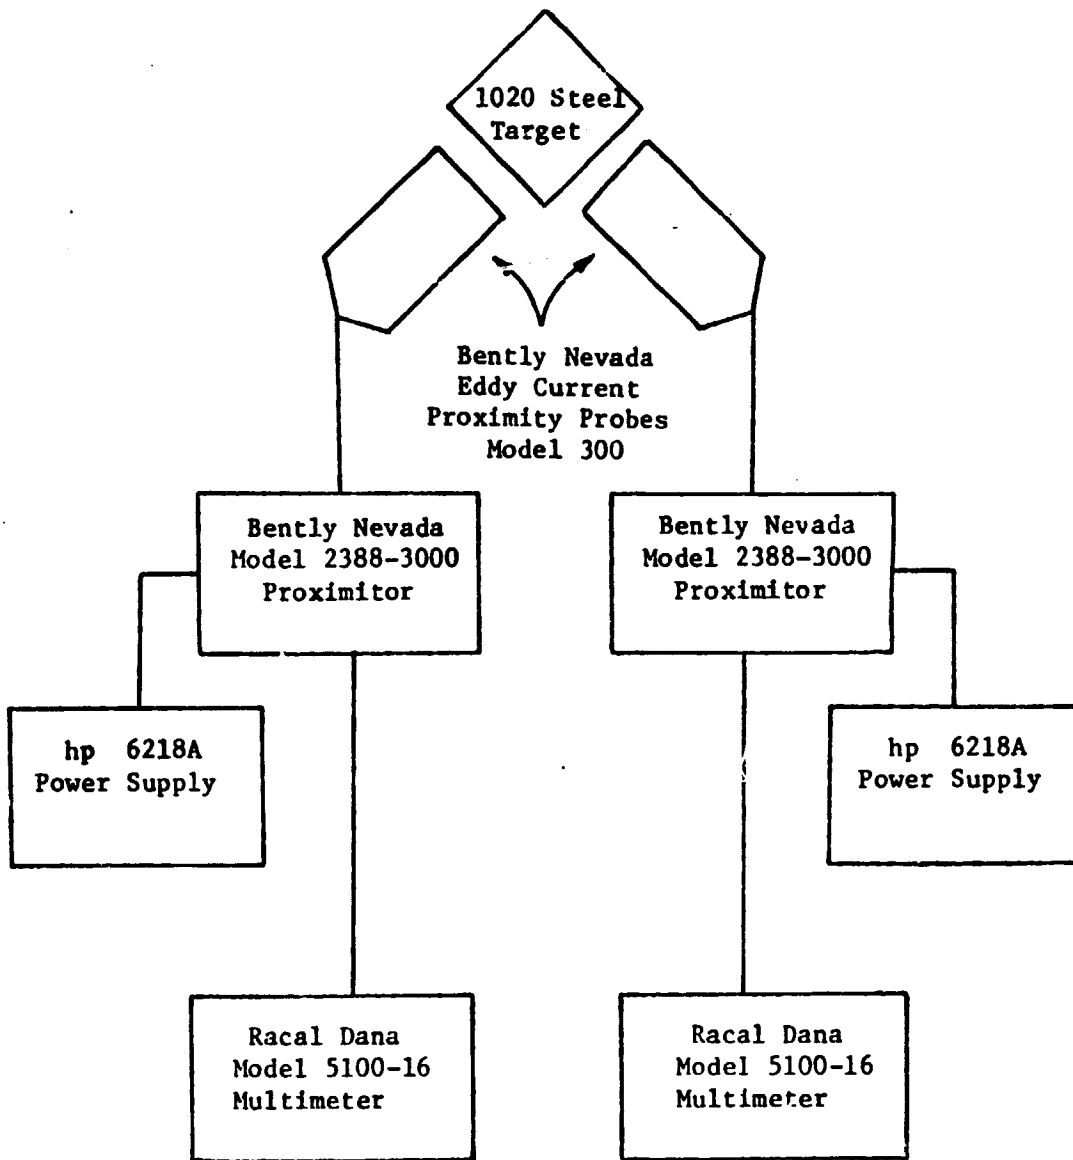 1020 Steel
Target
Bently Nevada
Eddy Current
Proximity Probes
Model 300
Bently Nevada
Model 2388-3000
Proximitor
Bently Nevada
Model 2388-3000
Proximitor
hp 6218A
Power Supply
hp 6218A
Power Supply
Racal Dana
Model 5100-16
Multimeter
Racal Dana
Model 5100-16
Multimeter